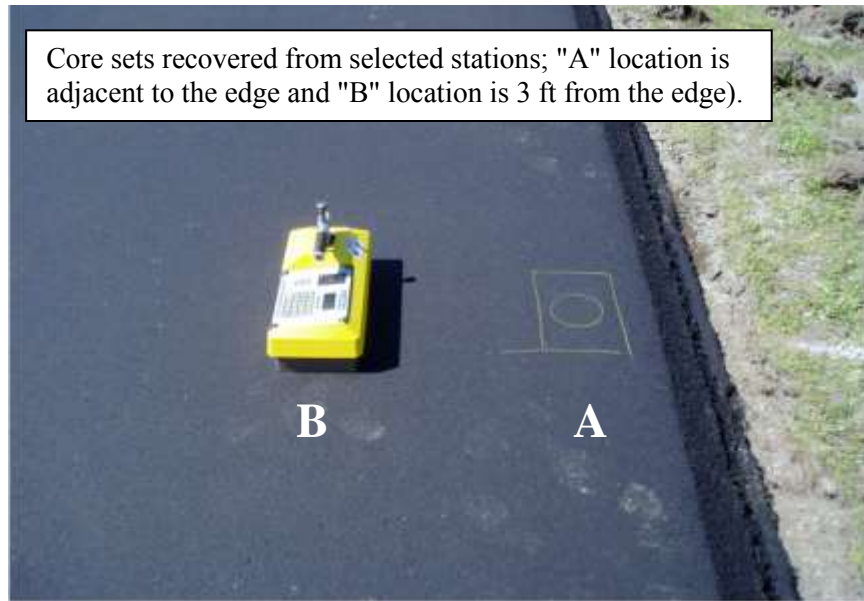 Core sets recovered from selected stations; "A" location is
adjacent to the edge and "B" location is 3 ft from the edge).
B
A